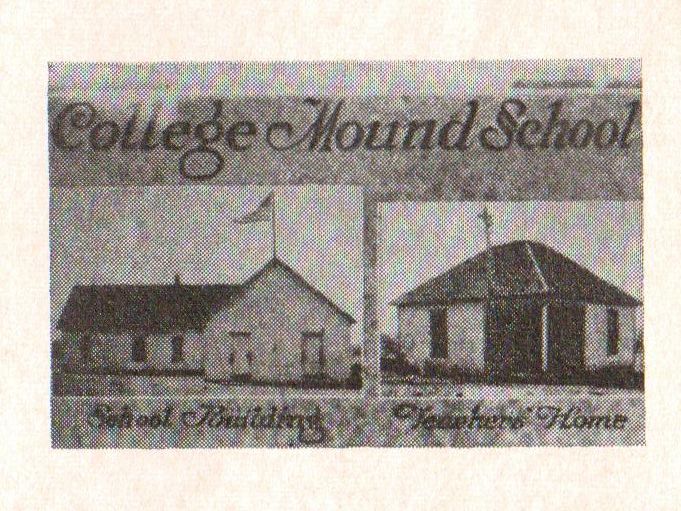 College Mound School
School Building
Teachers' Home